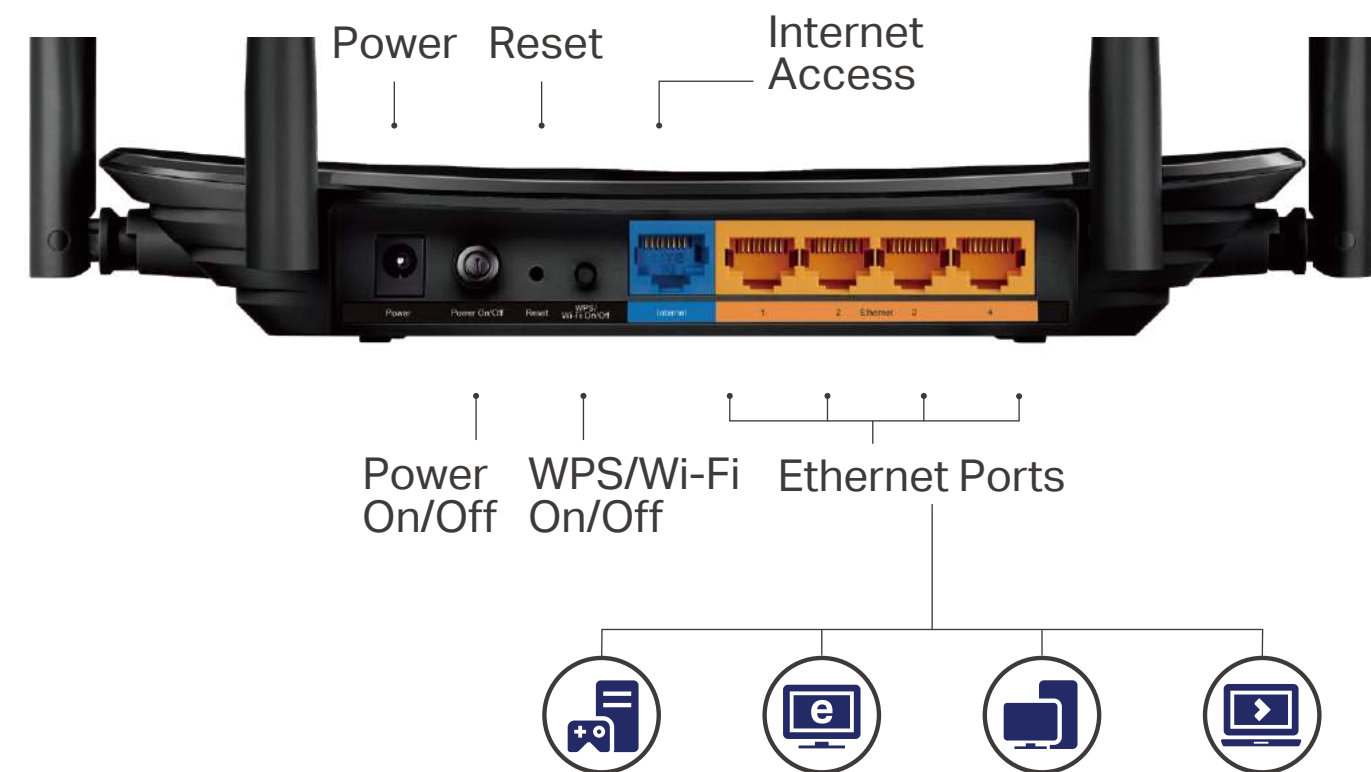 Power
Reset
Internet
Access
Power
Power On/Off
Reset
WPS/
Wi-Fi On/Off
Internet
1
2
Ethernet
3
4
Power
On/Off
WPS/Wi-Fi
On/Off
Ethernet Ports
e